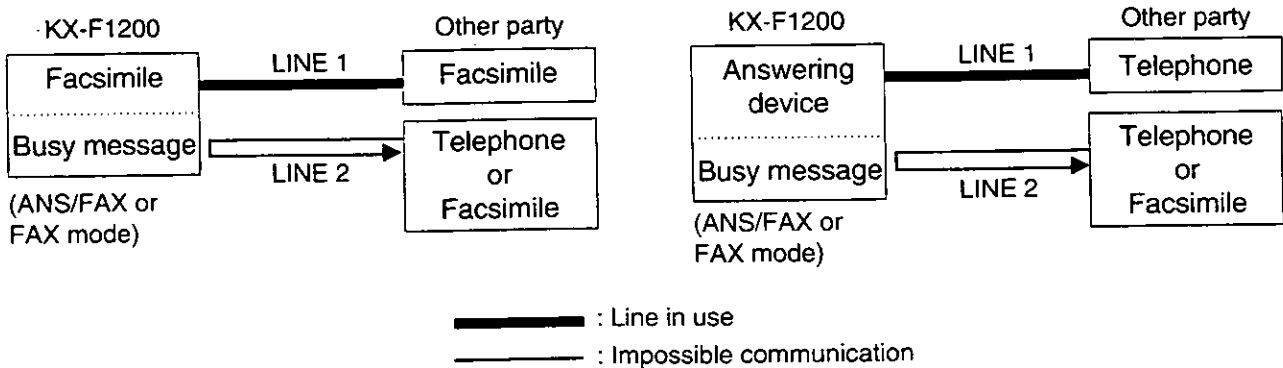 KX-F1200
Other party
Facsimile
LINE 1
Facsimile
Busy message
LINE 2
Telephone
or
Facsimile
(ANS/FAX or
FAX mode)
KX-F1200
Other party
Answering
device
LINE 1
Telephone
Busy message
LINE 2
Telephone
or
Facsimile
(ANS/FAX or
FAX mode)
: Line in use
: Impossible communication